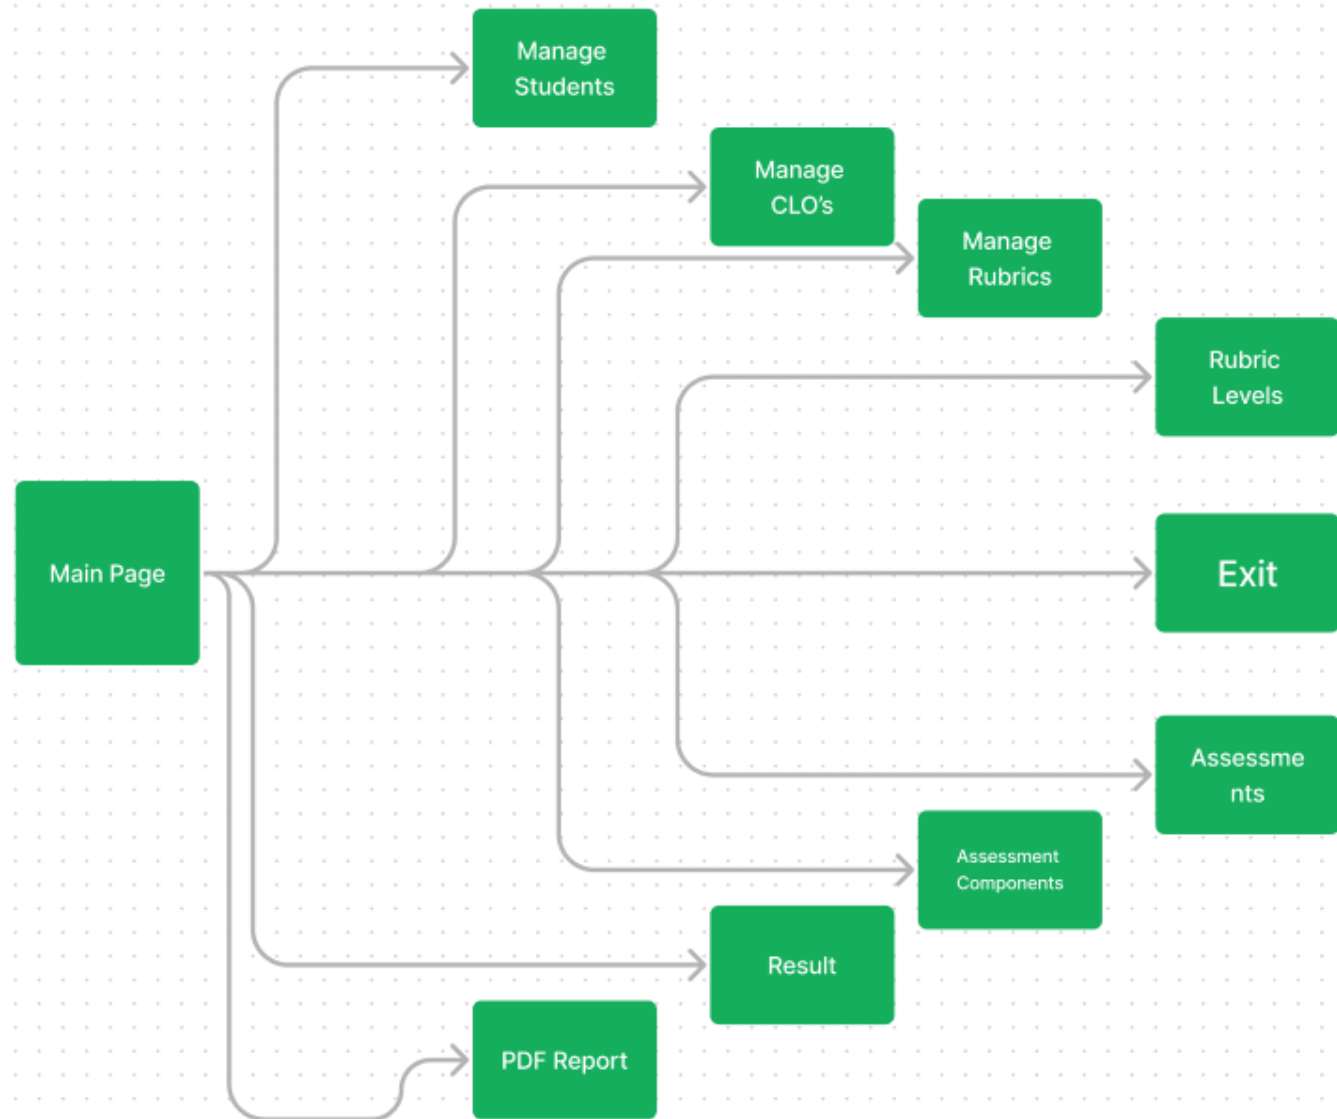 Manage
Students
Manage
CLO’s
Manage
Rubrics
Rubric
Levels
Main Page
Exit
Assessme
nts
Assessment
Components
Result
PDF Report